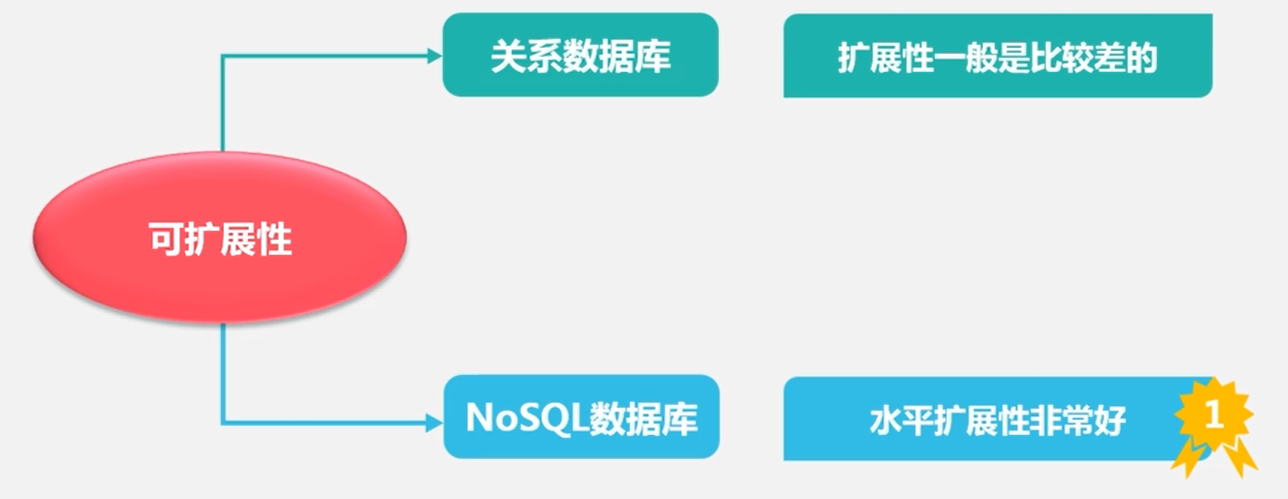 关系数据库
扩展性一般是比较差的
可扩展性
NoSQL数据库
水平扩展性非常好
1